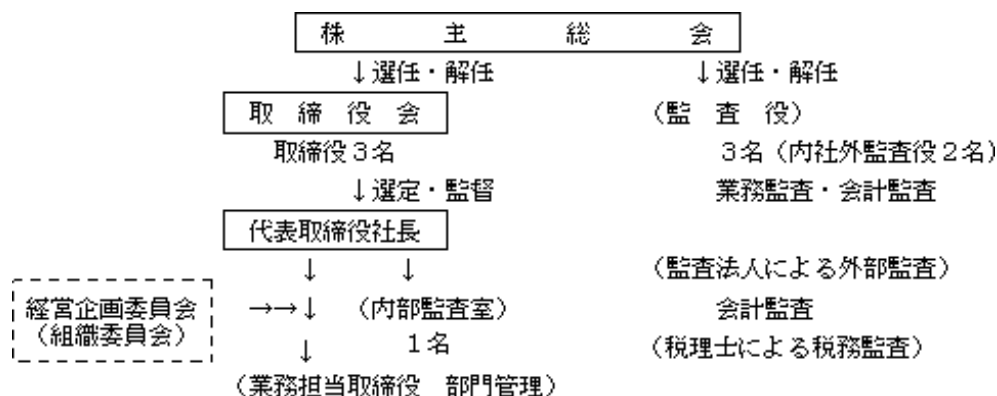 株　主　総　会
↓選任・解任　↓選任・解任
取　締　役　会　（監　査　役）
取締役３名　３名（内社外監査役２名）
↓選定・監督　業務監査・会計監査
代表取締役社長
↓　↓　（監査法人による外部監査）
経営企画委員会　→→↓　（内部監査室）　会計監査
（組織委員会）
↓　１名　（税理士による税務監査）
（業務担当取締役　部門管理）